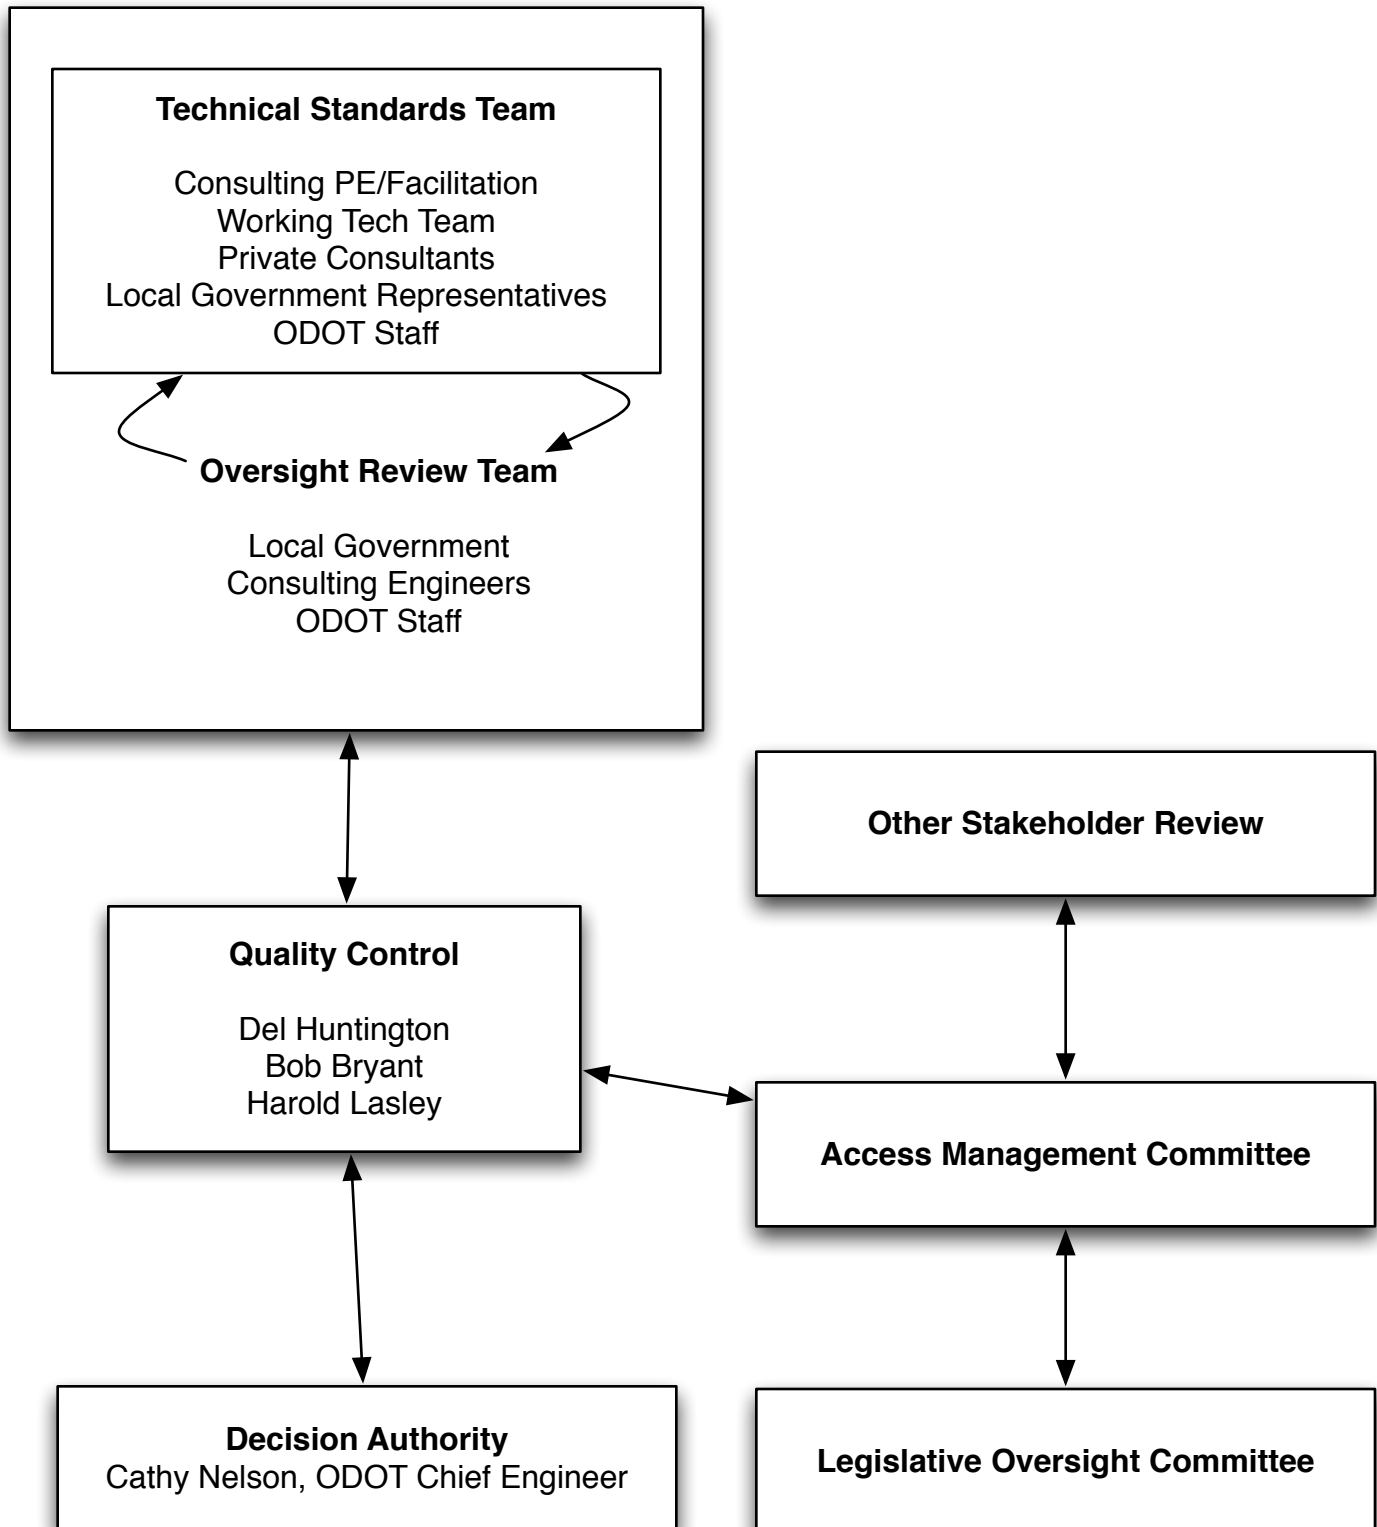 Technical Standards Team
Consulting PE/Facilitation
Working Tech Team
Private Consultants
Local Government Representatives
ODOT Staff
Oversight Review Team
Local Government
Consulting Engineers
ODOT Staff
Other Stakeholder Review
Quality Control
Del Huntington
Bob Bryant
Harold Lasley
Access Management Committee
Decision Authority
Cathy Nelson, ODOT Chief Engineer
Legislative Oversight Committee